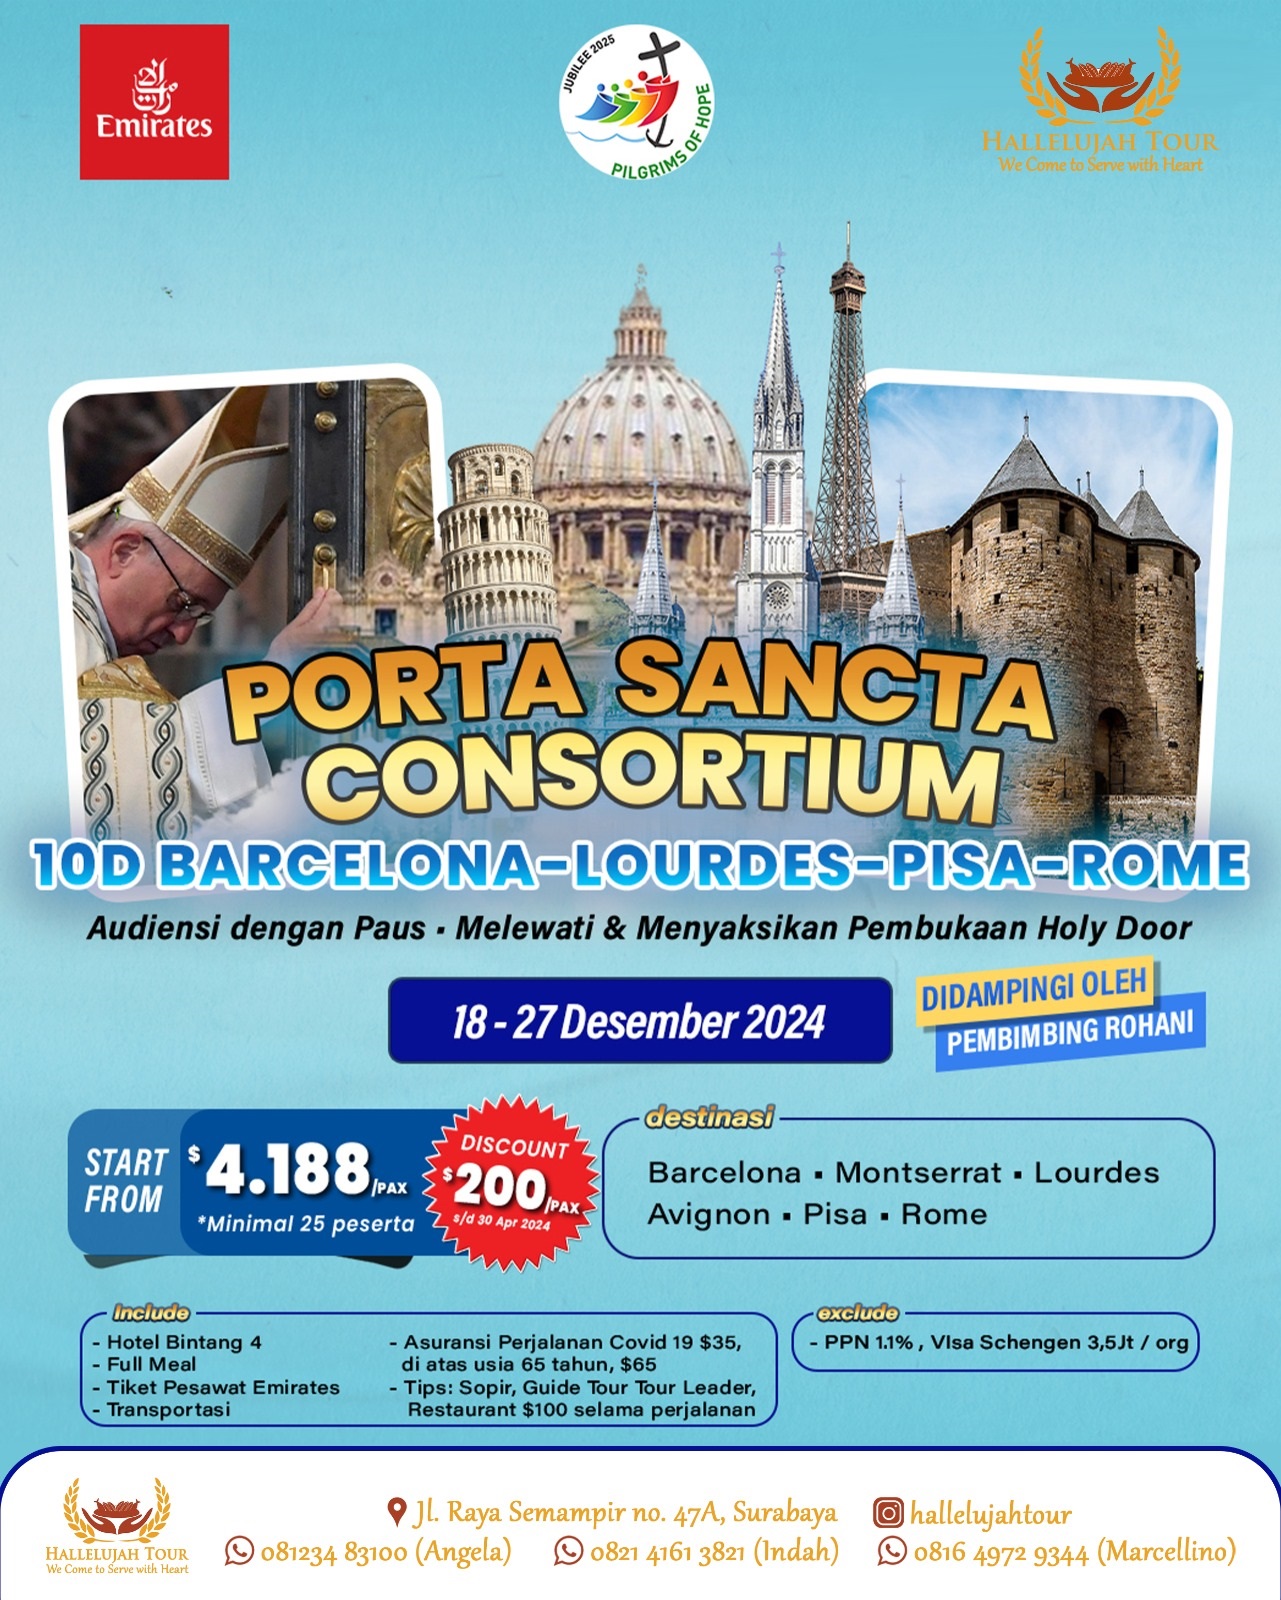 Emirates
JUBILEE 2025
PILGRIMS OF HOPE
HALLELUJAH TOUR
We Come to Serve with Heart
PORTA SANCTA
CONSORTIUM
10D BARCELONA-LOURDES-PISA-ROME
Audiensi dengan Paus · Melewati & Menyaksikan Pembukaan Holy Door
18 - 27 Desember 2024
DIDAMPINGI OLEH
PEMBIMBING ROHANI
START FROM
$4.188/PAX
*Minimal 25 peserta
DISCOUNT
$200/PAX
s/d 30 Apr 2024
destinasi
Barcelona ▪ Montserrat ▪ Lourdes
Avignon ▪ Pisa ▪ Rome
Include
- Hotel Bintang 4
- Full Meal
- Tiket Pesawat Emirates
- Transportasi
- Asuransi Perjalanan Covid 19 $35,
di atas usia 65 tahun, $65
- Tips: Sopir, Guide Tour Tour Leader,
Restaurant $100 selama perjalanan
exclude
- PPN 1.1% , VIsa Schengen 3,5Jt / org
HALLELUJAH TOUR
We Come to Serve with Heart
Jl. Raya Semampir no. 47A, Surabaya
hallelujahtour
081234 83100 (Angela)
0821 4161 3821 (Indah)
0816 4972 9344 (Marcellino)